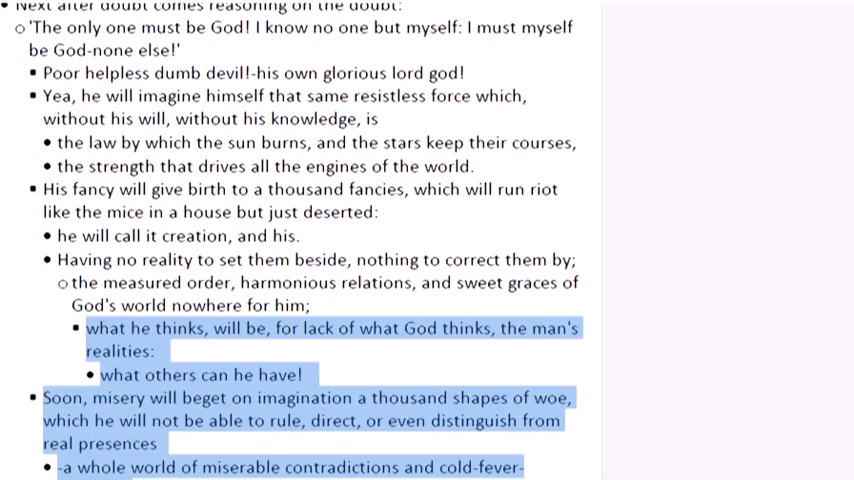 • Next after doubt comes reasoning on the doubt:
○ 'The only one must be God! I know no one but myself: I must myself
be God-none else!'
▪ Poor helpless dumb devil!-his own glorious lord god!
▪ Yea, he will imagine himself that same resistless force which,
without his will, without his knowledge, is
• the law by which the sun burns, and the stars keep their courses,
• the strength that drives all the engines of the world.
▪ His fancy will give birth to a thousand fancies, which will run riot
like the mice in a house but just deserted:
• he will call it creation, and his.
• Having no reality to set them beside, nothing to correct them by;
○ the measured order, harmonious relations, and sweet graces of
God's world nowhere for him;
▪ what he thinks, will be, for lack of what God thinks, the man's
realities:
• what others can he have!
▪ Soon, misery will beget on imagination a thousand shapes of woe,
which he will not be able to rule, direct, or even distinguish from
real presences
• -a whole world of miserable contradictions and cold-fever-